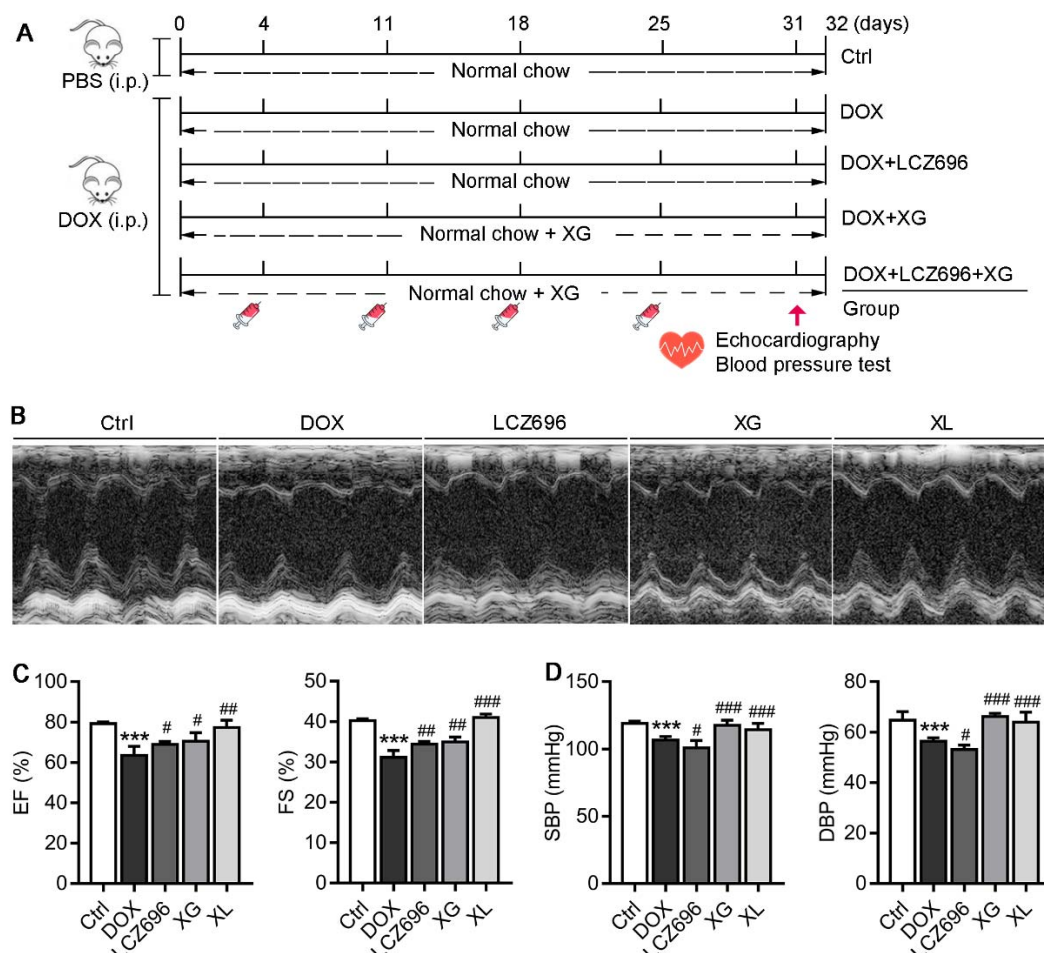 A
0 4 11 18 25 31 32 (days)
PBS (i.p.)
Normal chow
Ctrl
DOX (i.p.)
Normal chow
DOX
Normal chow
DOX+LCZ696
Normal chow + XG
DOX+XG
Normal chow + XG
DOX+LCZ696+XG
Group
Echocardiography
Blood pressure test
B
Ctrl DOX LCZ696 XG XL
C
EF (%)
100
80
60
40
20
0
***
#
#
##
Ctrl
DOX
LCZ696
XG
XL
FS (%)
50
40
30
20
10
0
***
##
##
###
Ctrl
DOX
LCZ696
XG
XL
D
SBP (mmHg)
150
100
50
0
***
#
###
###
Ctrl
DOX
LCZ696
XG
XL
DBP (mmHg)
80
60
40
20
0
***
#
###
###
Ctrl
DOX
LCZ696
XG
XL